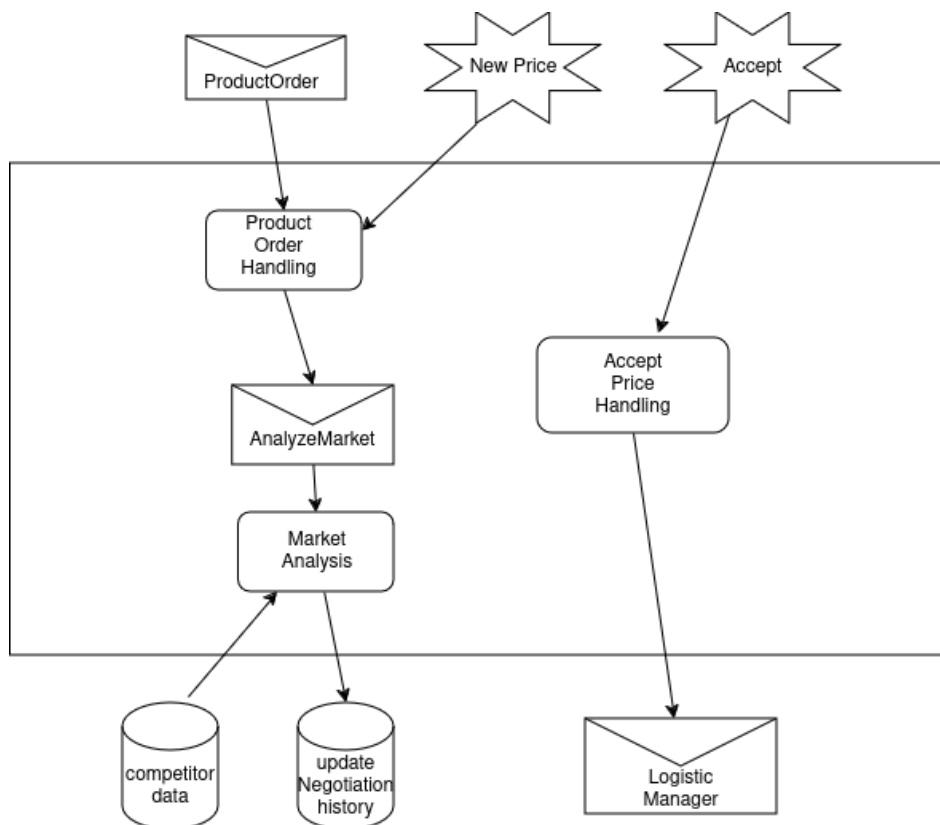 ProductOrder
New Price
Accept
Product
Order
Handling
AnalyzeMarket
Accept
Price
Handling
Market
Analysis
competitor
data
update
Negotiation
history
Logistic
Manager